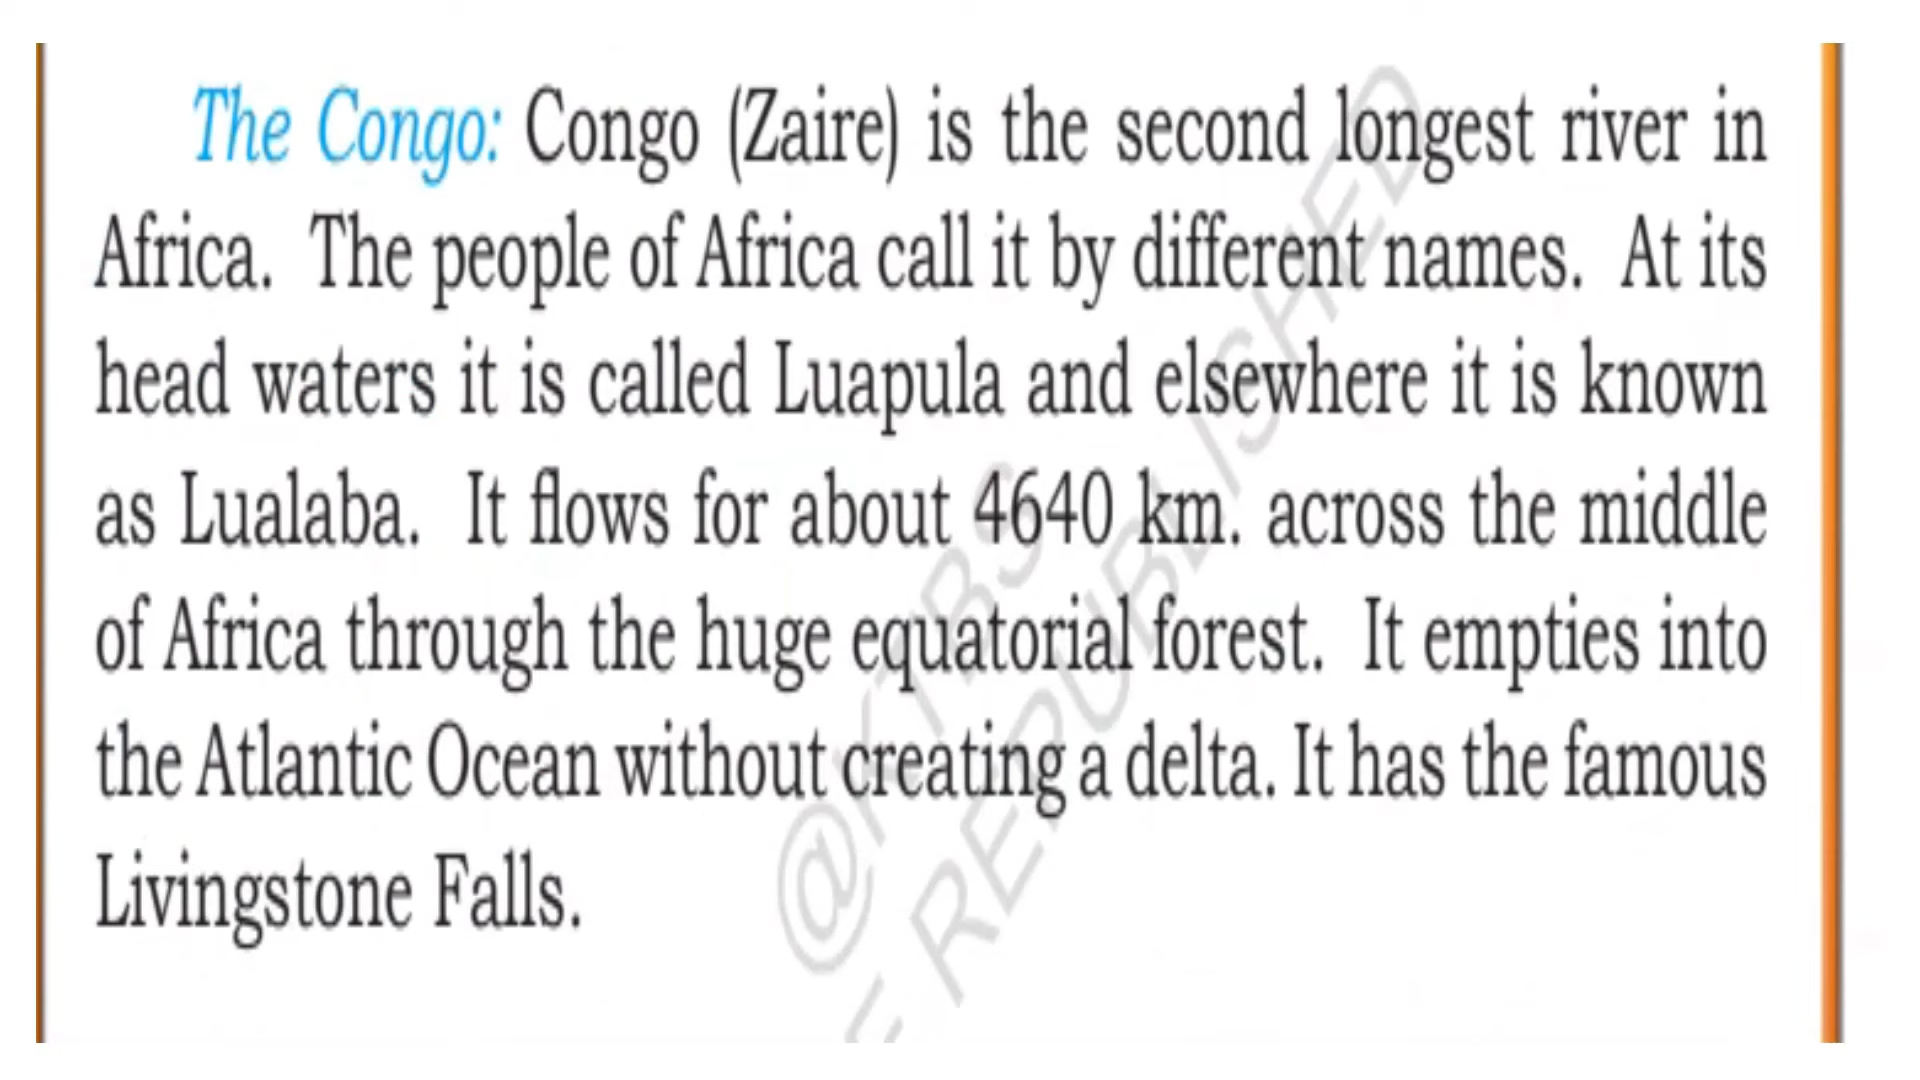 The Congo: Congo (Zaire) is the second longest river in
Africa. The people of Africa call it by different names. At its
head waters it is called Luapula and elsewhere it is known
as Lualaba. It flows for about 4640 km. across the middle
of Africa through the huge equatorial forest. It empties into
the Atlantic Ocean without creating a delta. It has the famous
Livingstone Falls.
@KTBS
REPUBLISHED